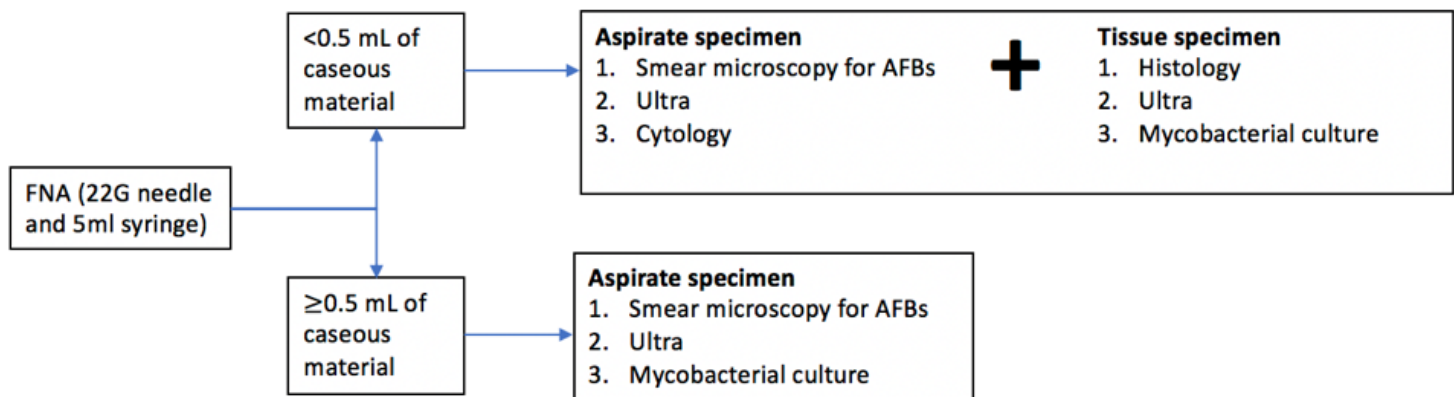 FNA (22G needle
and 5ml syringe)
<0.5 mL of
caseous
material
Aspirate specimen
1. Smear microscopy for AFBs
2. Ultra
3. Cytology
+
Tissue specimen
1. Histology
2. Ultra
3. Mycobacterial culture
≥0.5 mL of
caseous
material
Aspirate specimen
1. Smear microscopy for AFBs
2. Ultra
3. Mycobacterial culture